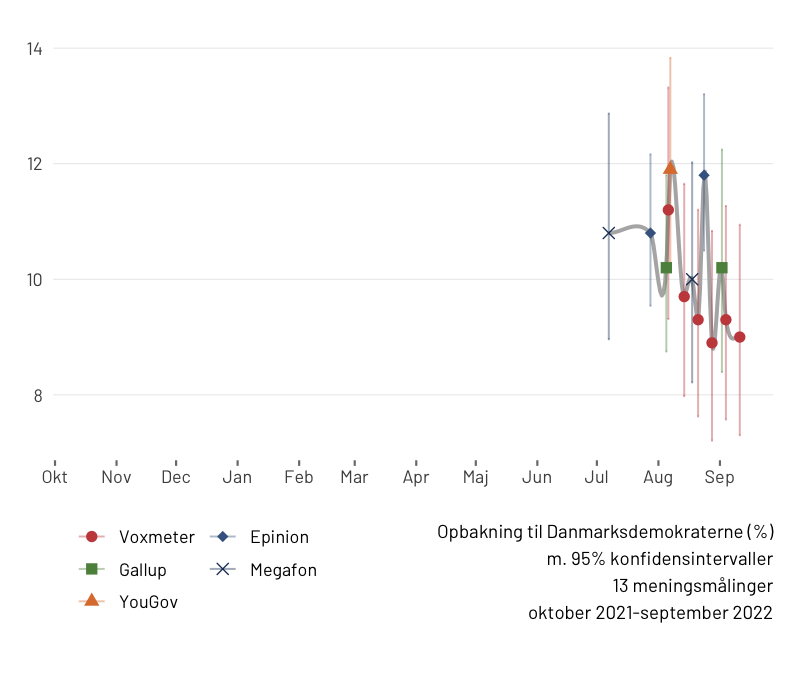 14
12
10
8
Okt Nov Dec Jan Feb Mar Apr Maj Jun Jul Aug Sep
Voxmeter Epinion
Gallup Megafon
YouGov
Opbakning til Danmarksdemokraterne (%)
m. 95% konfidensintervaller
13 meningsmålinger
oktober 2021-september 2022